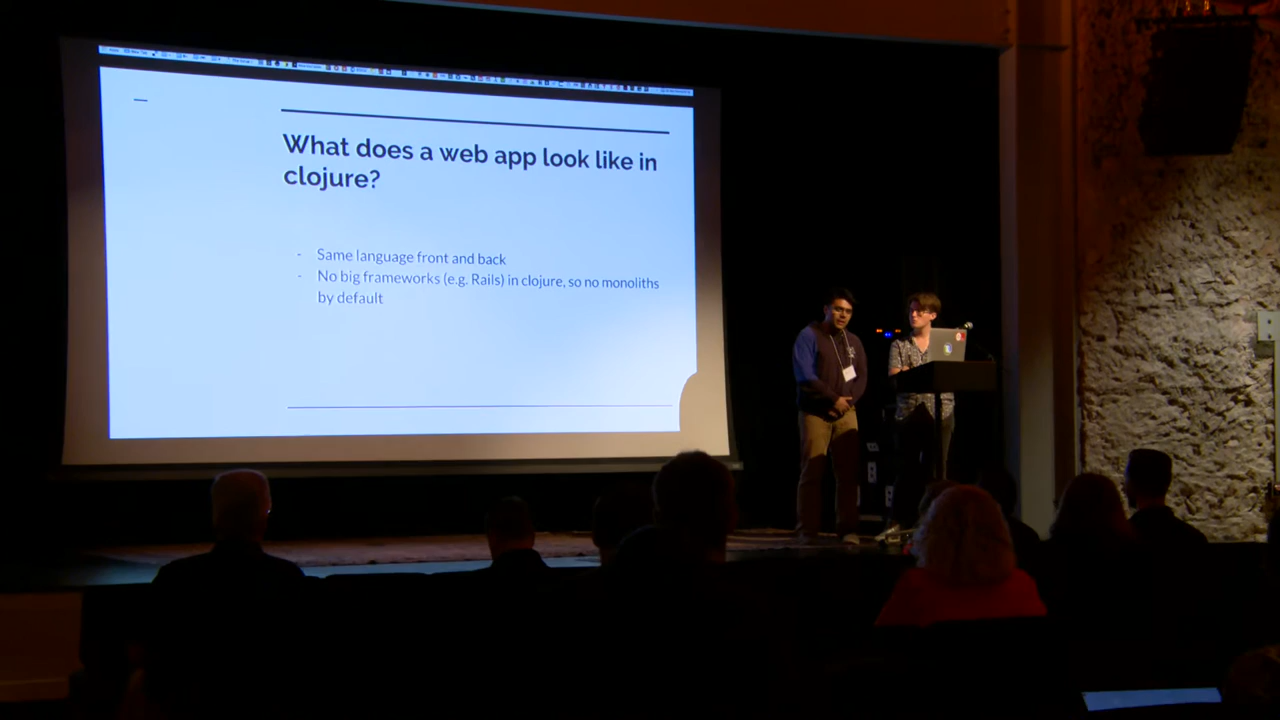 What does a web app look like in
clojure?
- Same language front and back
- No big frameworks (e.g. Rails) in clojure, so no monoliths
by default